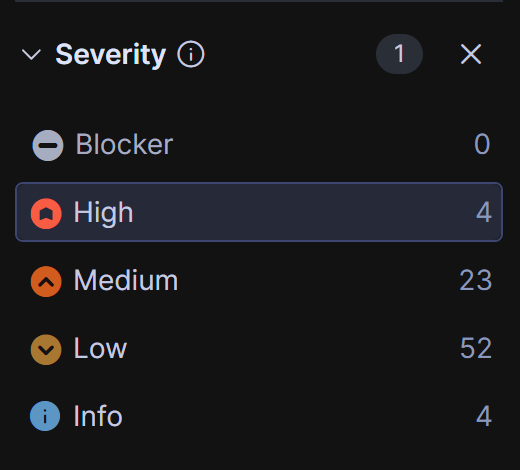 Severity 1
Blocker 0
High 4
Medium 23
Low 52
Info 4